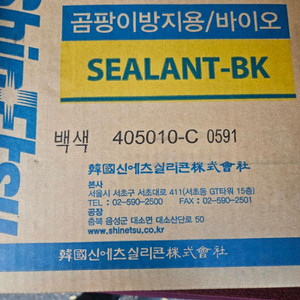 Shin-Etsu
곰팡이방지용/바이오
SEALANT-BK
백색 405010-C 0591
韓國신에츠실리콘株式會社
본사
서울시 서초구 서초대로 411(서초동 GT타워 15층)
TEL : 02-590-2500 FAX : 02-590-2501
공장
충북 음성군 대소면 대소산단로 50
www.shinetsu.co.kr
韓國신에츠실리콘株式會社